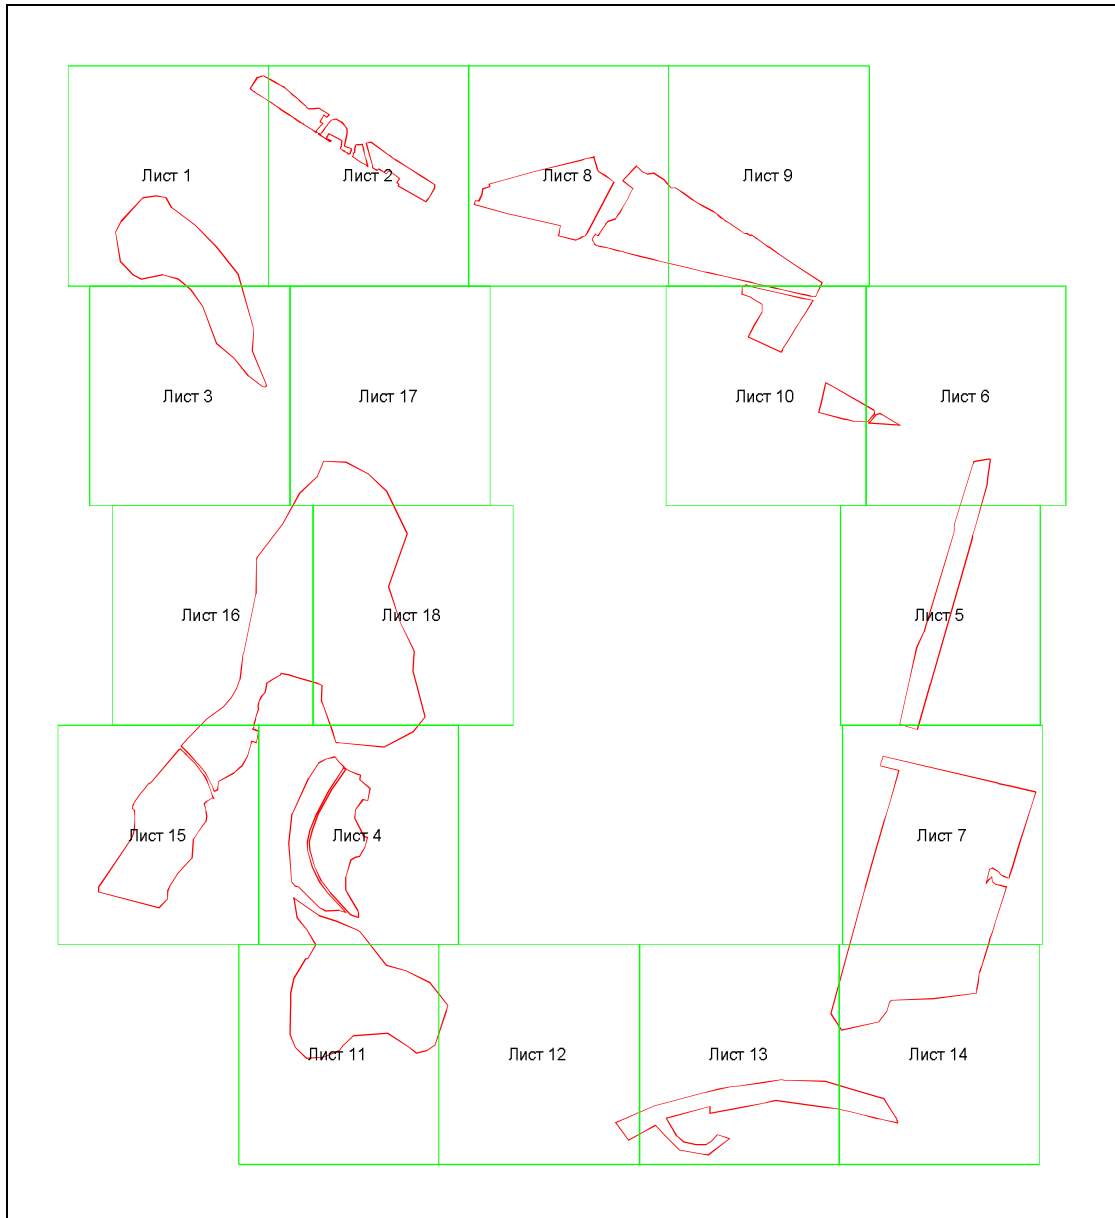 Лист 1
Лист 2
Лист 8
Лист 9
Лист 3
Лист 17
Лист 10
Лист 6
Лист 16
Лист 18
Лист 5
Лист 15
Лист 4
Лист 7
Лист 11
Лист 12
Лист 13
Лист 14